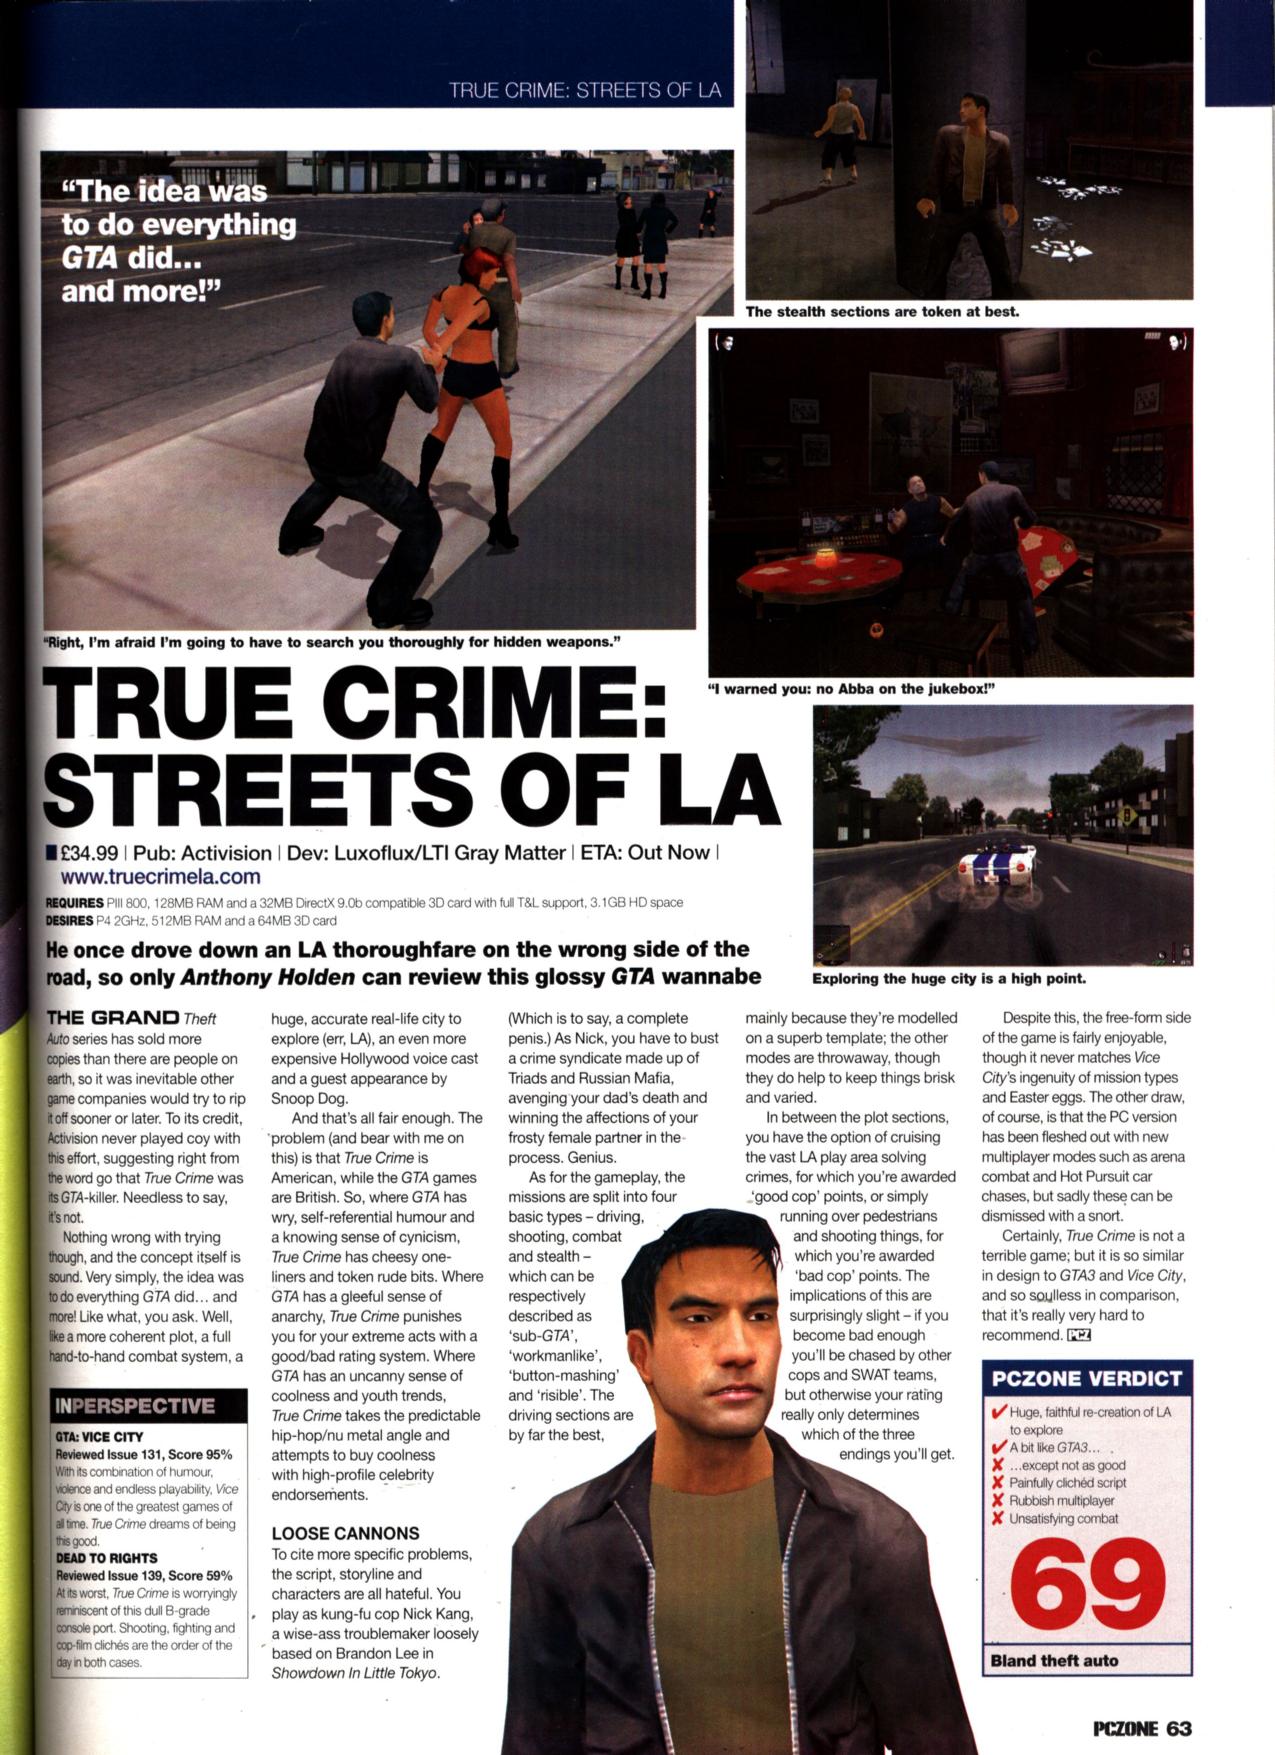 TRUE CRIME: STREETS OF LA
“The idea was
to do everything
GTA did...
and more!”
The stealth sections are token at best.
“Right, I’m afraid I’m going to have to search you thoroughly for hidden weapons.”
“I warned you: no Abba on the jukebox!”
TRUE CRIME:
STREETS OF LA
£34.99 | Pub: Activision | Dev: Luxoflux/LTI Gray Matter | ETA: Out Now |
www.truecrimela.com
REQUIRES PIII 800, 128MB RAM and a 32MB DirectX 9.0b compatible 3D card with full T&L support, 3.1GB HD space
DESIRES P4 2GHz, 512MB RAM and a 64MB 3D card
He once drove down an LA thoroughfare on the wrong side of the
road, so only Anthony Holden can review this glossy GTA wannabe
Exploring the huge city is a high point.
THE GRAND Theft
Auto series has sold more
copies than there are people on
earth, so it was inevitable other
game companies would try to rip
it off sooner or later. To its credit,
Activision never played coy with
this effort, suggesting right from
the word go that True Crime was
its GTA-killer. Needless to say,
it’s not.
Nothing wrong with trying
though, and the concept itself is
sound. Very simply, the idea was
to do everything GTA did... and
more! Like what, you ask. Well,
like a more coherent plot, a full
hand-to-hand combat system, a
INPERSPECTIVE
GTA: VICE CITY
Reviewed Issue 131, Score 95%
With its combination of humour,
violence and endless playability, Vice
City is one of the greatest games of
all time. True Crime dreams of being
this good.
DEAD TO RIGHTS
Reviewed Issue 139, Score 59%
At its worst, True Crime is worryingly
reminiscent of this dull B-grade
console port. Shooting, fighting and
cop-film clichés are the order of the
day in both cases.
huge, accurate real-life city to
explore (err, LA), an even more
expensive Hollywood voice cast
and a guest appearance by
Snoop Dog.
And that’s all fair enough. The
problem (and bear with me on
this) is that True Crime is
American, while the GTA games
are British. So, where GTA has
wry, self-referential humour and
a knowing sense of cynicism,
True Crime has cheesy one-
liners and token rude bits. Where
GTA has a gleeful sense of
anarchy, True Crime punishes
you for your extreme acts with a
good/bad rating system. Where
GTA has an uncanny sense of
coolness and youth trends,
True Crime takes the predictable
hip-hop/nu metal angle and
attempts to buy coolness
with high-profile celebrity
endorsements.
LOOSE CANNONS
To cite more specific problems,
the script, storyline and
characters are all hateful. You
play as kung-fu cop Nick Kang,
a wise-ass troublemaker loosely
based on Brandon Lee in
Showdown In Little Tokyo.
(Which is to say, a complete
penis.) As Nick, you have to bust
a crime syndicate made up of
Triads and Russian Mafia,
avenging your dad’s death and
winning the affections of your
frosty female partner in the
process. Genius.
As for the gameplay, the
missions are split into four
basic types – driving,
shooting, combat
and stealth –
which can be
respectively
described as
‘sub-GTA’,
‘workmanlike’,
‘button-mashing’
and ‘risible’. The
driving sections are
by far the best,
mainly because they’re modelled
on a superb template; the other
modes are throwaway, though
they do help to keep things brisk
and varied.
In between the plot sections,
you have the option of cruising
the vast LA play area solving
crimes, for which you’re awarded
‘good cop’ points, or simply
running over pedestrians
and shooting things, for
which you’re awarded
‘bad cop’ points. The
implications of this are
surprisingly slight – if you
become bad enough
you’ll be chased by other
cops and SWAT teams,
but otherwise your rating
really only determines
which of the three
endings you’ll get.
Despite this, the free-form side
of the game is fairly enjoyable,
though it never matches Vice
City’s ingenuity of mission types
and Easter eggs. The other draw,
of course, is that the PC version
has been fleshed out with new
multiplayer modes such as arena
combat and Hot Pursuit car
chases, but sadly these can be
dismissed with a snort.
Certainly, True Crime is not a
terrible game; but it is so similar
in design to GTA3 and Vice City,
and so soulless in comparison,
that it’s really very hard to
recommend. PCZ
PCZONE VERDICT
✔ Huge, faithful re-creation of LA
to explore
✔ A bit like GTA3...
✘ ...except not as good
✘ Painfully clichéd script
✘ Rubbish multiplayer
✘ Unsatisfying combat
69
Bland theft auto
PCZONE 63